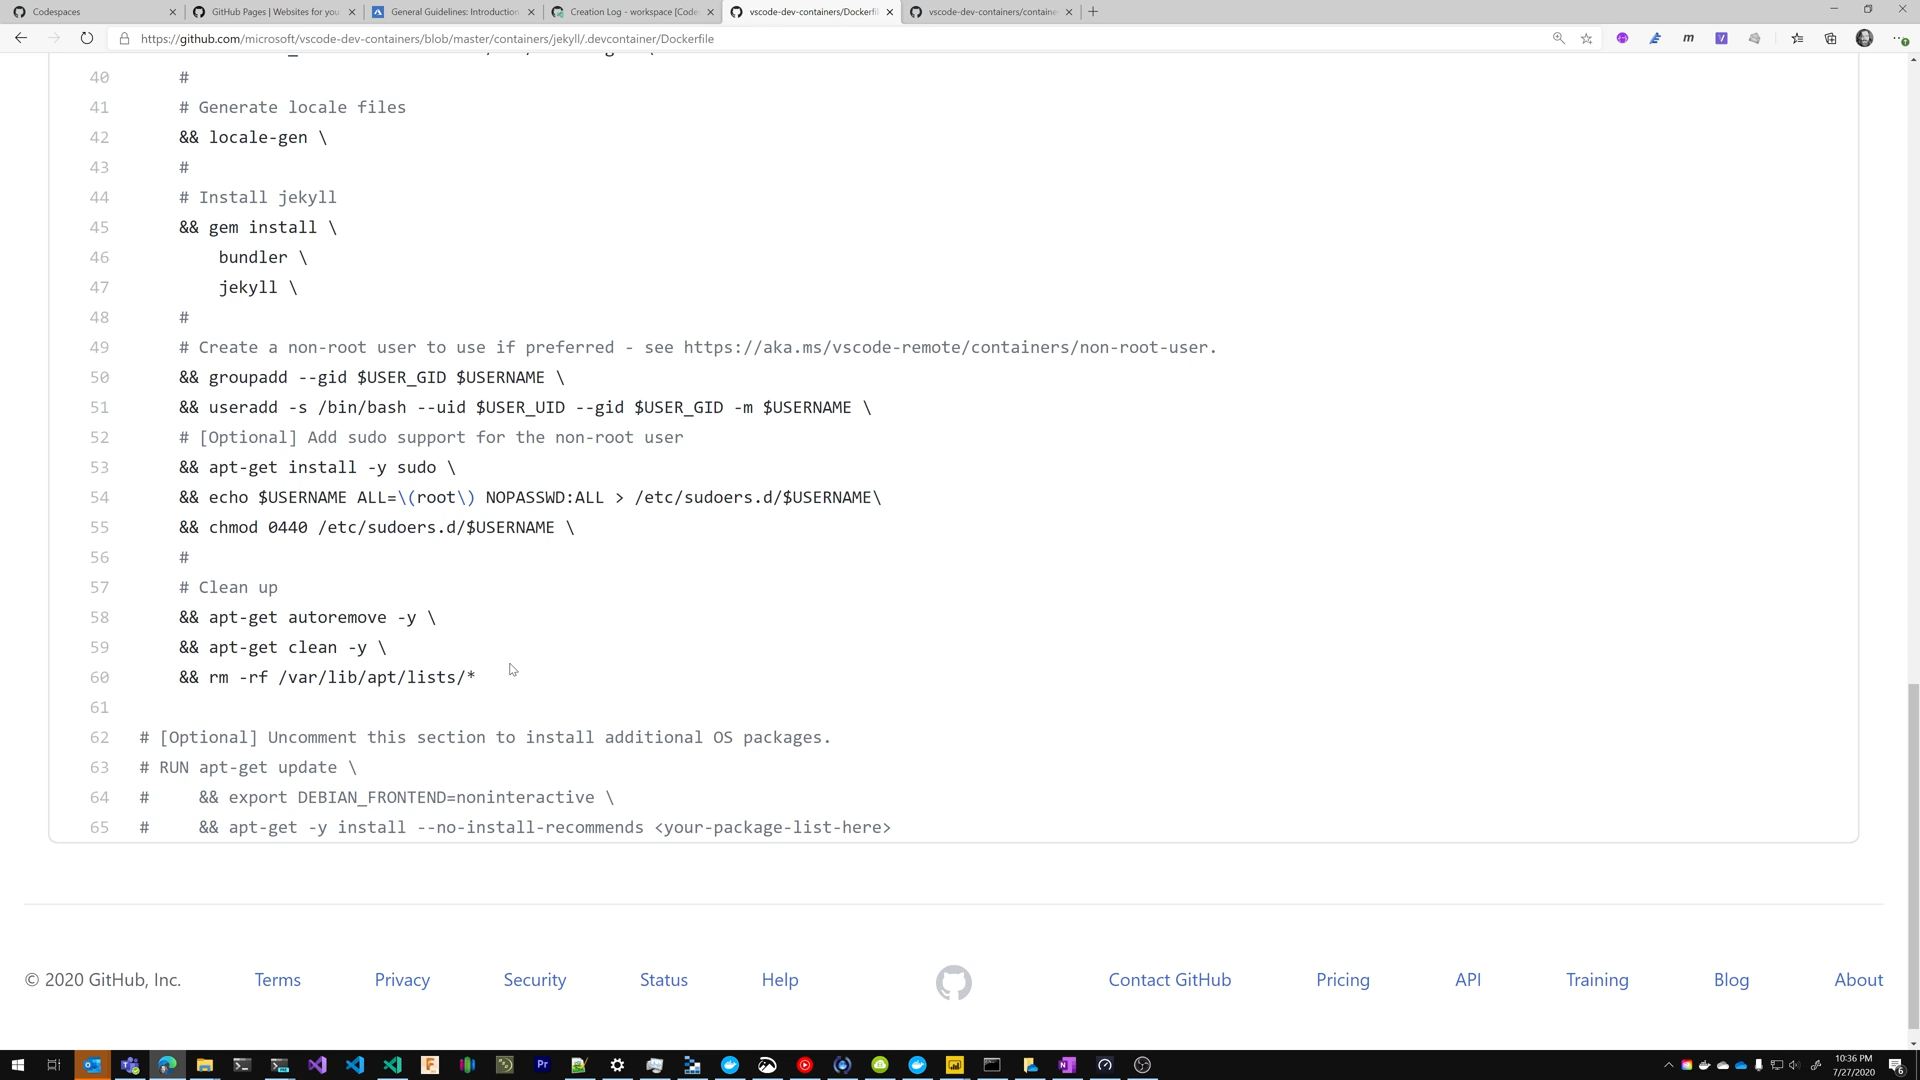 Codespaces
GitHub Pages | Websites for you
General Guidelines: Introduction
Creation Log - workspace [Code
vscode-dev-containers/Dockerfi
vscode-dev-containers/containe
https://github.com/microsoft/vscode-dev-containers/blob/master/containers/jekyll/.devcontainer/Dockerfile
40 #
41 # Generate locale files
42 && locale-gen \
43 #
44 # Install jekyll
45 && gem install \
46 bundler \
47 jekyll \
48 #
49 # Create a non-root user to use if preferred - see https://aka.ms/vscode-remote/containers/non-root-user.
50 && groupadd --gid $USER_GID $USERNAME \
51 && useradd -s /bin/bash --uid $USER_UID --gid $USER_GID -m $USERNAME \
52 # [Optional] Add sudo support for the non-root user
53 && apt-get install -y sudo \
54 && echo $USERNAME ALL=\(root\) NOPASSWD:ALL > /etc/sudoers.d/$USERNAME\
55 && chmod 0440 /etc/sudoers.d/$USERNAME \
56 #
57 # Clean up
58 && apt-get autoremove -y \
59 && apt-get clean -y \
60 && rm -rf /var/lib/apt/lists/*
61
62 # [Optional] Uncomment this section to install additional OS packages.
63 # RUN apt-get update \
64 # && export DEBIAN_FRONTEND=noninteractive \
65 # && apt-get -y install --no-install-recommends <your-package-list-here>
© 2020 GitHub, Inc. Terms Privacy Security Status Help Contact GitHub Pricing API Training Blog About
10:36 PM
7/27/2020